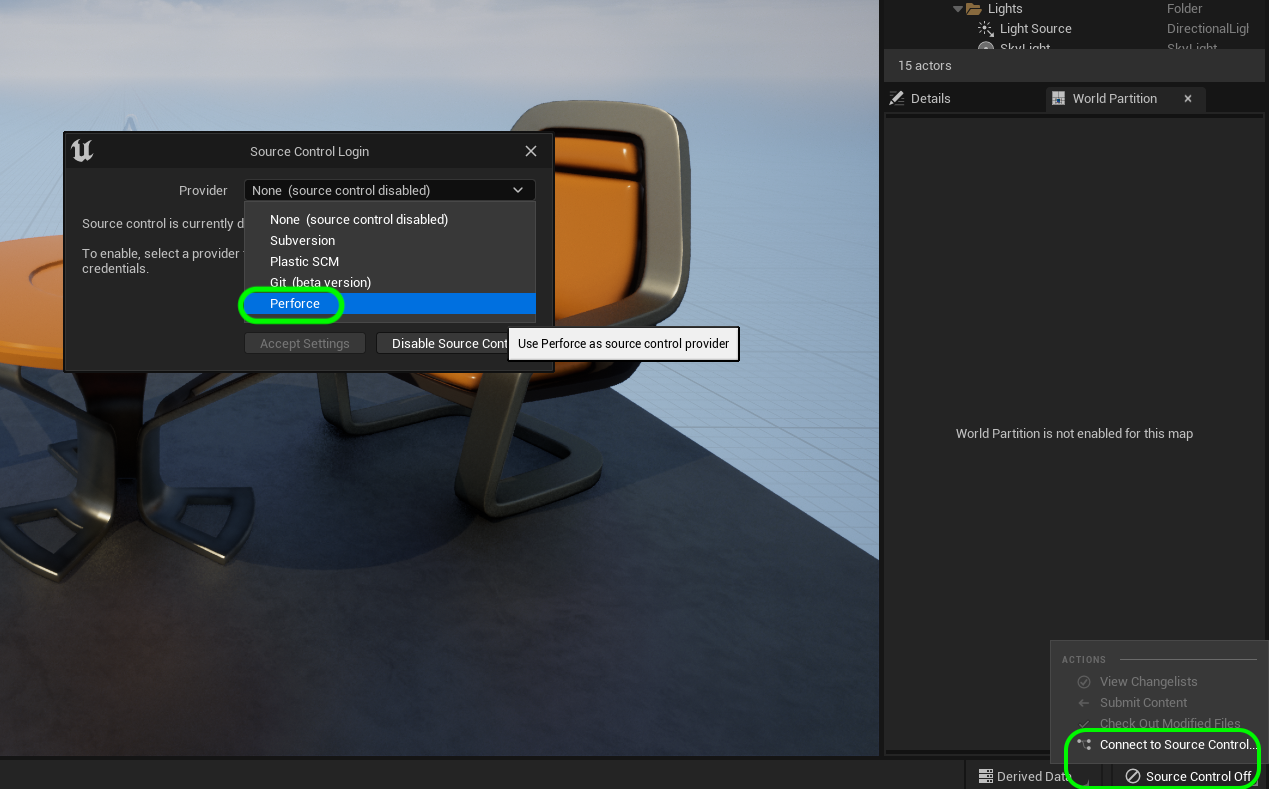 Lights Folder
Light Source DirectionalLigh
SkyLight SkyLight
15 actors
Details World Partition
Source Control Login
Provider None (source control disabled)
Source control is currently d
To enable, select a provider
credentials.
None (source control disabled)
Subversion
Plastic SCM
Git (beta version)
Perforce
Accept Settings Disable Source Cont
Use Perforce as source control provider
World Partition is not enabled for this map
ACTIONS
View Changelists
Submit Content
Check Out Modified Files
Connect to Source Control...
Derived Data Source Control Off